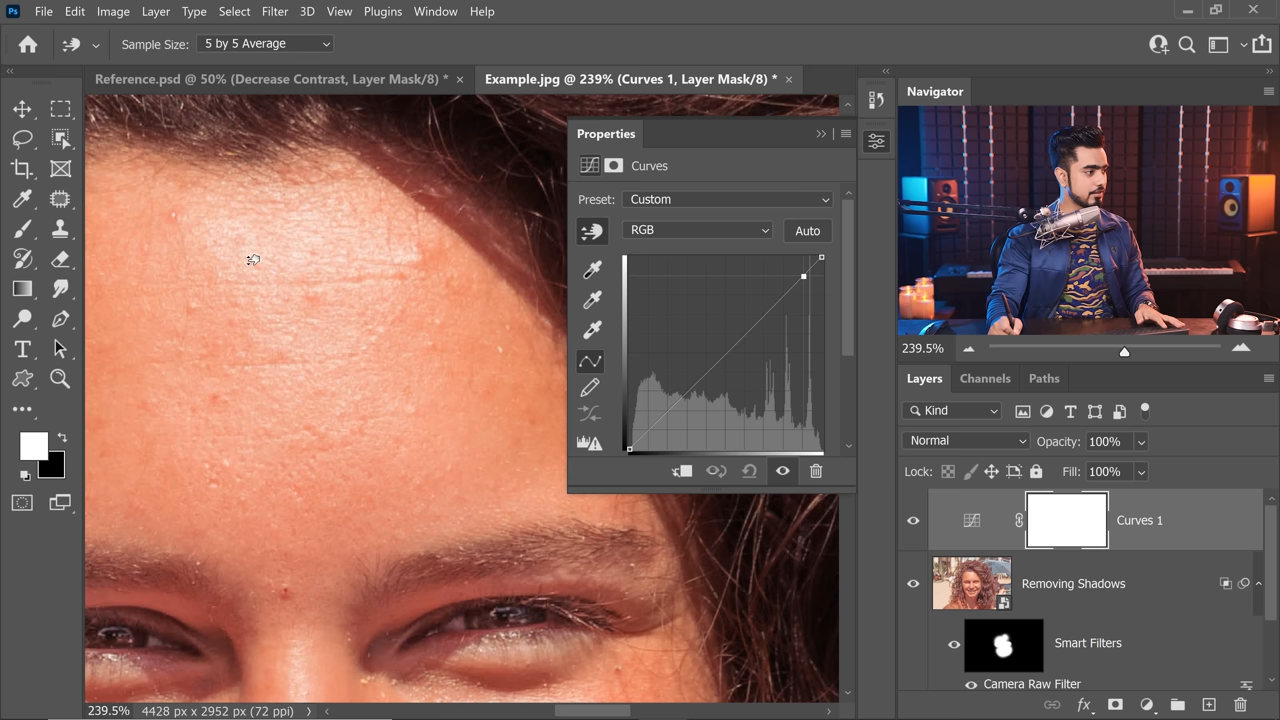 Ps File Edit Image Layer Type Select Filter 3D View Plugins Window Help
Sample Size: 5 by 5 Average
Reference.psd @ 50% (Decrease Contrast, Layer Mask/8) * ×
Example.jpg @ 239% (Curves 1, Layer Mask/8) * ×
Properties
Curves
Preset: Custom
RGB Auto
239.5% 4428 px x 2952 px (72 ppi)
Navigator
239.5%
Layers Channels Paths
Kind
Normal Opacity: 100%
Lock: Fill: 100%
Curves 1
Removing Shadows
Smart Filters
Camera Raw Filter
fx